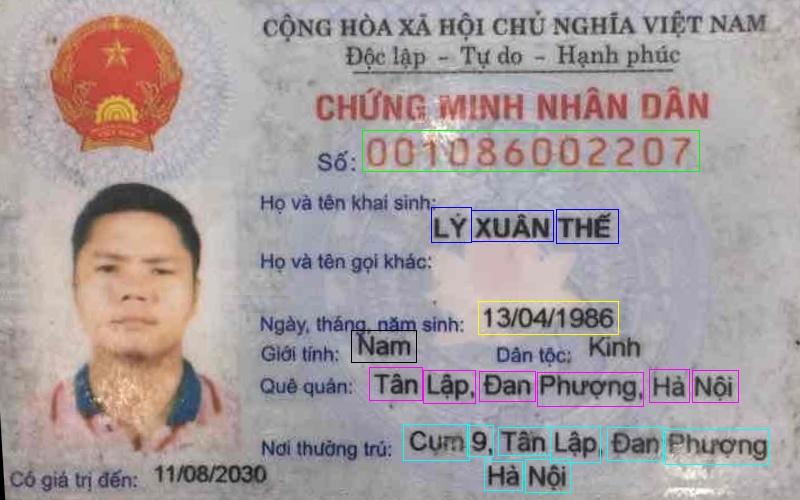 CỘNG HÒA XÃ HỘI CHỦ NGHĨA VIỆT NAM
Độc lập - Tự do - Hạnh phúc
CHỨNG MINH NHÂN DÂN
Số: 001086002207
Họ và tên khai sinh:
LÝ XUÂN THẾ
Họ và tên gọi khác:
Ngày, tháng, năm sinh: 13/04/1986
Giới tính: Nam Dân tộc: Kinh
Quê quán: Tân Lập, Đan Phượng, Hà Nội
Nơi thường trú: Cụm 9, Tân Lập, Đan Phượng
Hà Nội
Có giá trị đến: 11/08/2030